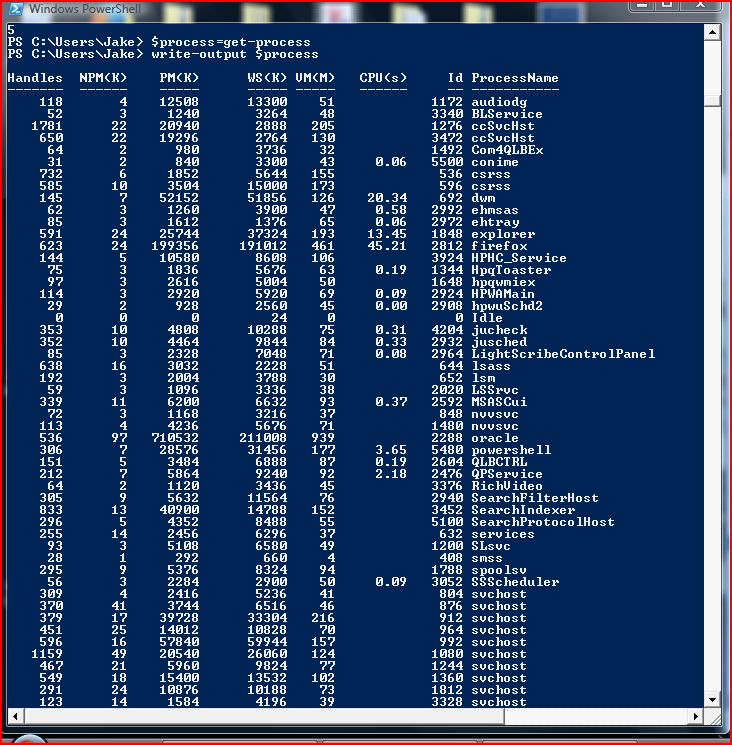 Windows PowerShell
5
PS C:\Users\Jake> $process=get-process
PS C:\Users\Jake> write-output $process
Handles NPM(K) PM(K) WS(K) VM(M) CPU(s) Id ProcessName
------- ------ ----- ----- ----- ------ -- -----------
118 4 12508 13300 51 1172 audiodg
52 3 1240 3264 48 3340 BLService
1781 22 20940 2888 205 1276 ccSvcHst
650 22 19296 2764 130 3472 ccSvcHst
64 2 980 3736 32 1492 Com4QLBEx
31 2 840 3300 43 0.06 5500 conime
732 6 1852 5644 155 536 csrss
585 10 3504 15000 173 596 csrss
145 7 52152 51856 126 20.34 692 dwm
62 3 1260 3900 47 0.58 2992 ehmsas
85 3 1612 1376 65 0.06 2972 ehtray
591 24 25744 37324 193 13.45 1848 explorer
623 24 199356 191012 461 45.21 2812 firefox
144 5 10580 8608 106 3924 HPHC_Service
75 3 1836 5676 63 0.19 1344 HpqToaster
97 3 2616 5004 50 1648 hpqwmiex
114 3 2920 5920 69 0.09 2924 HPWAMain
29 2 928 2560 45 0.00 2908 hpwuSchd2
0 0 0 24 0 0 Idle
353 10 4808 10288 75 0.31 4204 jucheck
352 10 4464 9844 84 0.33 2932 jusched
85 3 2328 7048 71 0.08 2964 LightScribeControlPanel
638 16 3032 2228 51 644 lsass
192 3 2004 3788 30 652 lsm
59 3 1096 3336 38 2020 LSSrvc
339 11 6200 6632 93 0.37 2592 MSASCui
72 3 1168 3216 37 848 nvvsvc
113 4 4236 5676 71 1480 nvvsvc
536 97 710532 211008 939 2288 oracle
306 7 28576 31456 177 3.65 5480 powershell
151 5 3484 6888 87 0.19 2604 QLBCTRL
212 7 5864 9240 92 2.18 2476 QPService
64 2 1120 3436 45 3376 RichVideo
305 9 5632 11564 76 2940 SearchFilterHost
833 13 40900 14788 152 3452 SearchIndexer
296 5 4352 8488 55 5100 SearchProtocolHost
255 14 2456 6296 37 632 services
93 3 5108 6580 49 1200 SLsvc
28 1 292 660 4 408 smss
295 9 5376 8324 94 1788 spoolsv
56 3 2284 2900 50 0.09 3052 SSScheduler
309 4 2416 5236 41 804 svchost
370 41 3744 6516 46 876 svchost
379 17 39728 33304 216 912 svchost
451 25 14012 10828 70 964 svchost
596 16 57840 59944 157 992 svchost
1159 49 20540 26060 124 1080 svchost
467 21 5960 9824 77 1244 svchost
549 18 15400 13532 102 1360 svchost
291 24 10876 10188 73 1812 svchost
123 14 1584 4196 39 3328 svchost